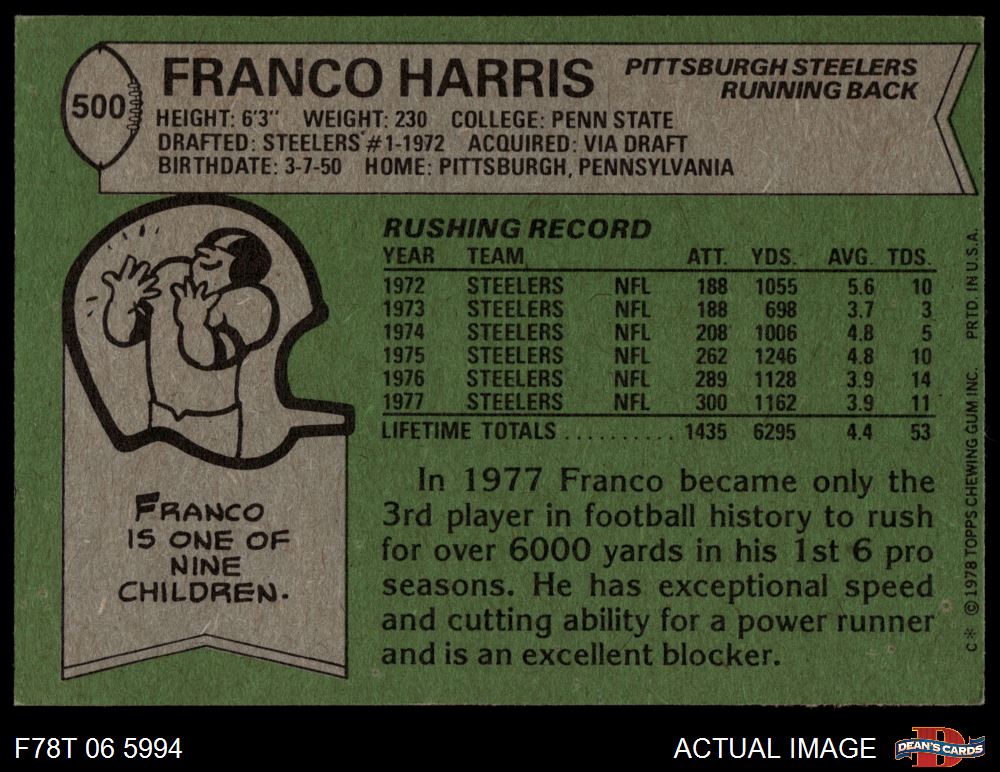 500
FRANCO HARRIS
PITTSBURGH STEELERS
RUNNING BACK
HEIGHT: 6'3" WEIGHT: 230 COLLEGE: PENN STATE
DRAFTED: STEELERS #1-1972 ACQUIRED: VIA DRAFT
BIRTHDATE: 3-7-50 HOME: PITTSBURGH, PENNSYLVANIA
RUSHING RECORD
YEAR TEAM ATT. YDS. AVG. TDS.
1972 STEELERS NFL 188 1055 5.6 10
1973 STEELERS NFL 188 698 3.7 3
1974 STEELERS NFL 208 1006 4.8 5
1975 STEELERS NFL 262 1246 4.8 10
1976 STEELERS NFL 289 1128 3.9 14
1977 STEELERS NFL 300 1162 3.9 11
LIFETIME TOTALS .......... 1435 6295 4.4 53
In 1977 Franco became only the
3rd player in football history to rush
for over 6000 yards in his 1st 6 pro
seasons. He has exceptional speed
and cutting ability for a power runner
and is an excellent blocker.
FRANCO
IS ONE OF
NINE
CHILDREN.
C* © 1978 TOPPS CHEWING GUM INC. PRTD. IN U.S.A.
F78T 06 5994
ACTUAL IMAGE
D
DEAN'S CARDS